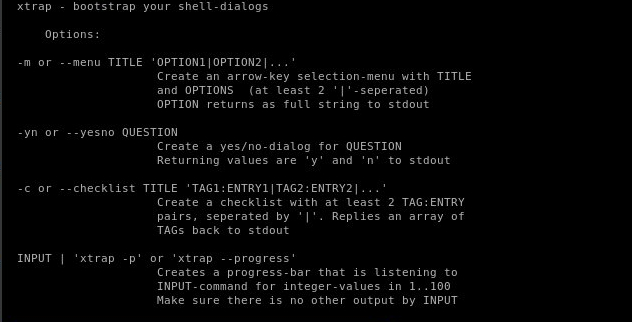 xtrap - bootstrap your shell-dialogs
Options:
-m or --menu TITLE 'OPTION1|OPTION2|...'
Create an arrow-key selection-menu with TITLE
and OPTIONS (at least 2 '|'-seperated)
OPTION returns as full string to stdout
-yn or --yesno QUESTION
Create a yes/no-dialog for QUESTION
Returning values are 'y' and 'n' to stdout
-c or --checklist TITLE 'TAG1:ENTRY1|TAG2:ENTRY2|...'
Create a checklist with at least 2 TAG:ENTRY
pairs, seperated by '|'. Replies an array of
TAGs back to stdout
INPUT | 'xtrap -p' or 'xtrap --progress'
Creates a progress-bar that is listening to
INPUT-command for integer-values in 1..100
Make sure there is no other output by INPUT